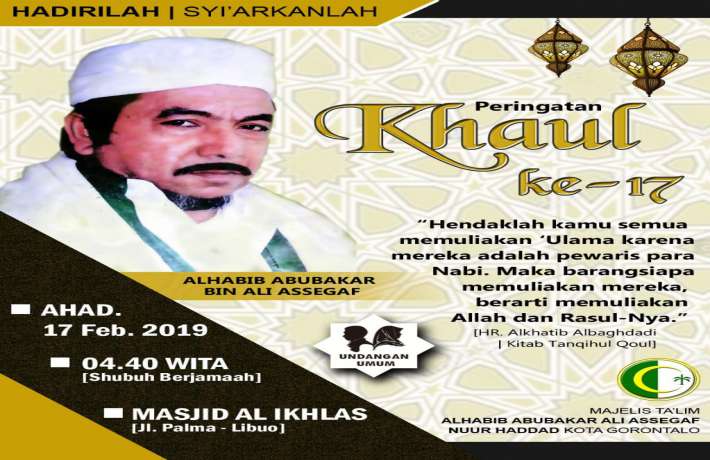 HADIRILAH | SYI'ARKANLAH
Peringatan
Khaul
ke-17
"Hendaklah kamu semua
memuliakan 'Ulama karena
mereka adalah pewaris para
Nabi. Maka barangsiapa
memuliakan mereka,
berarti memuliakan
Allah dan Rasul-Nya."
[HR. Alkhatib Albaghdadi
| Kitab Tanqihul Qoul]
ALHABIB ABUBAKAR
BIN ALI ASSEGAF
AHAD.
17 Feb. 2019
04.40 WITA
[Shubuh Berjamaah]
MASJID AL IKHLAS
[Jl. Palma - Libuo]
UNDANGAN
UMUM
MAJELIS TA'LIM
ALHABIB ABUBAKAR ALI ASSEGAF
NUUR HADDAD KOTA GORONTALO